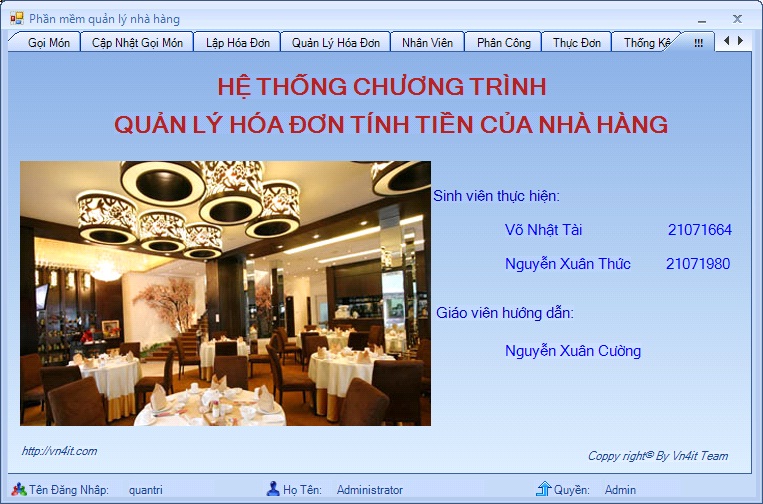 Phần mềm quản lý nhà hàng
Gọi Món Cập Nhật Gọi Món Lập Hóa Đơn Quản Lý Hóa Đơn Nhân Viên Phân Công Thực Đơn Thống Kê !!!
HỆ THỐNG CHƯƠNG TRÌNH
QUẢN LÝ HÓA ĐƠN TÍNH TIỀN CỦA NHÀ HÀNG
Sinh viên thực hiện:
Võ Nhật Tài 21071664
Nguyễn Xuân Thức 21071980
Giáo viên hướng dẫn:
Nguyễn Xuân Cường
http://vn4it.com
Coppy right® By Vn4it Team
Tên Đăng Nhập: quantri Họ Tên: Administrator Quyền: Admin